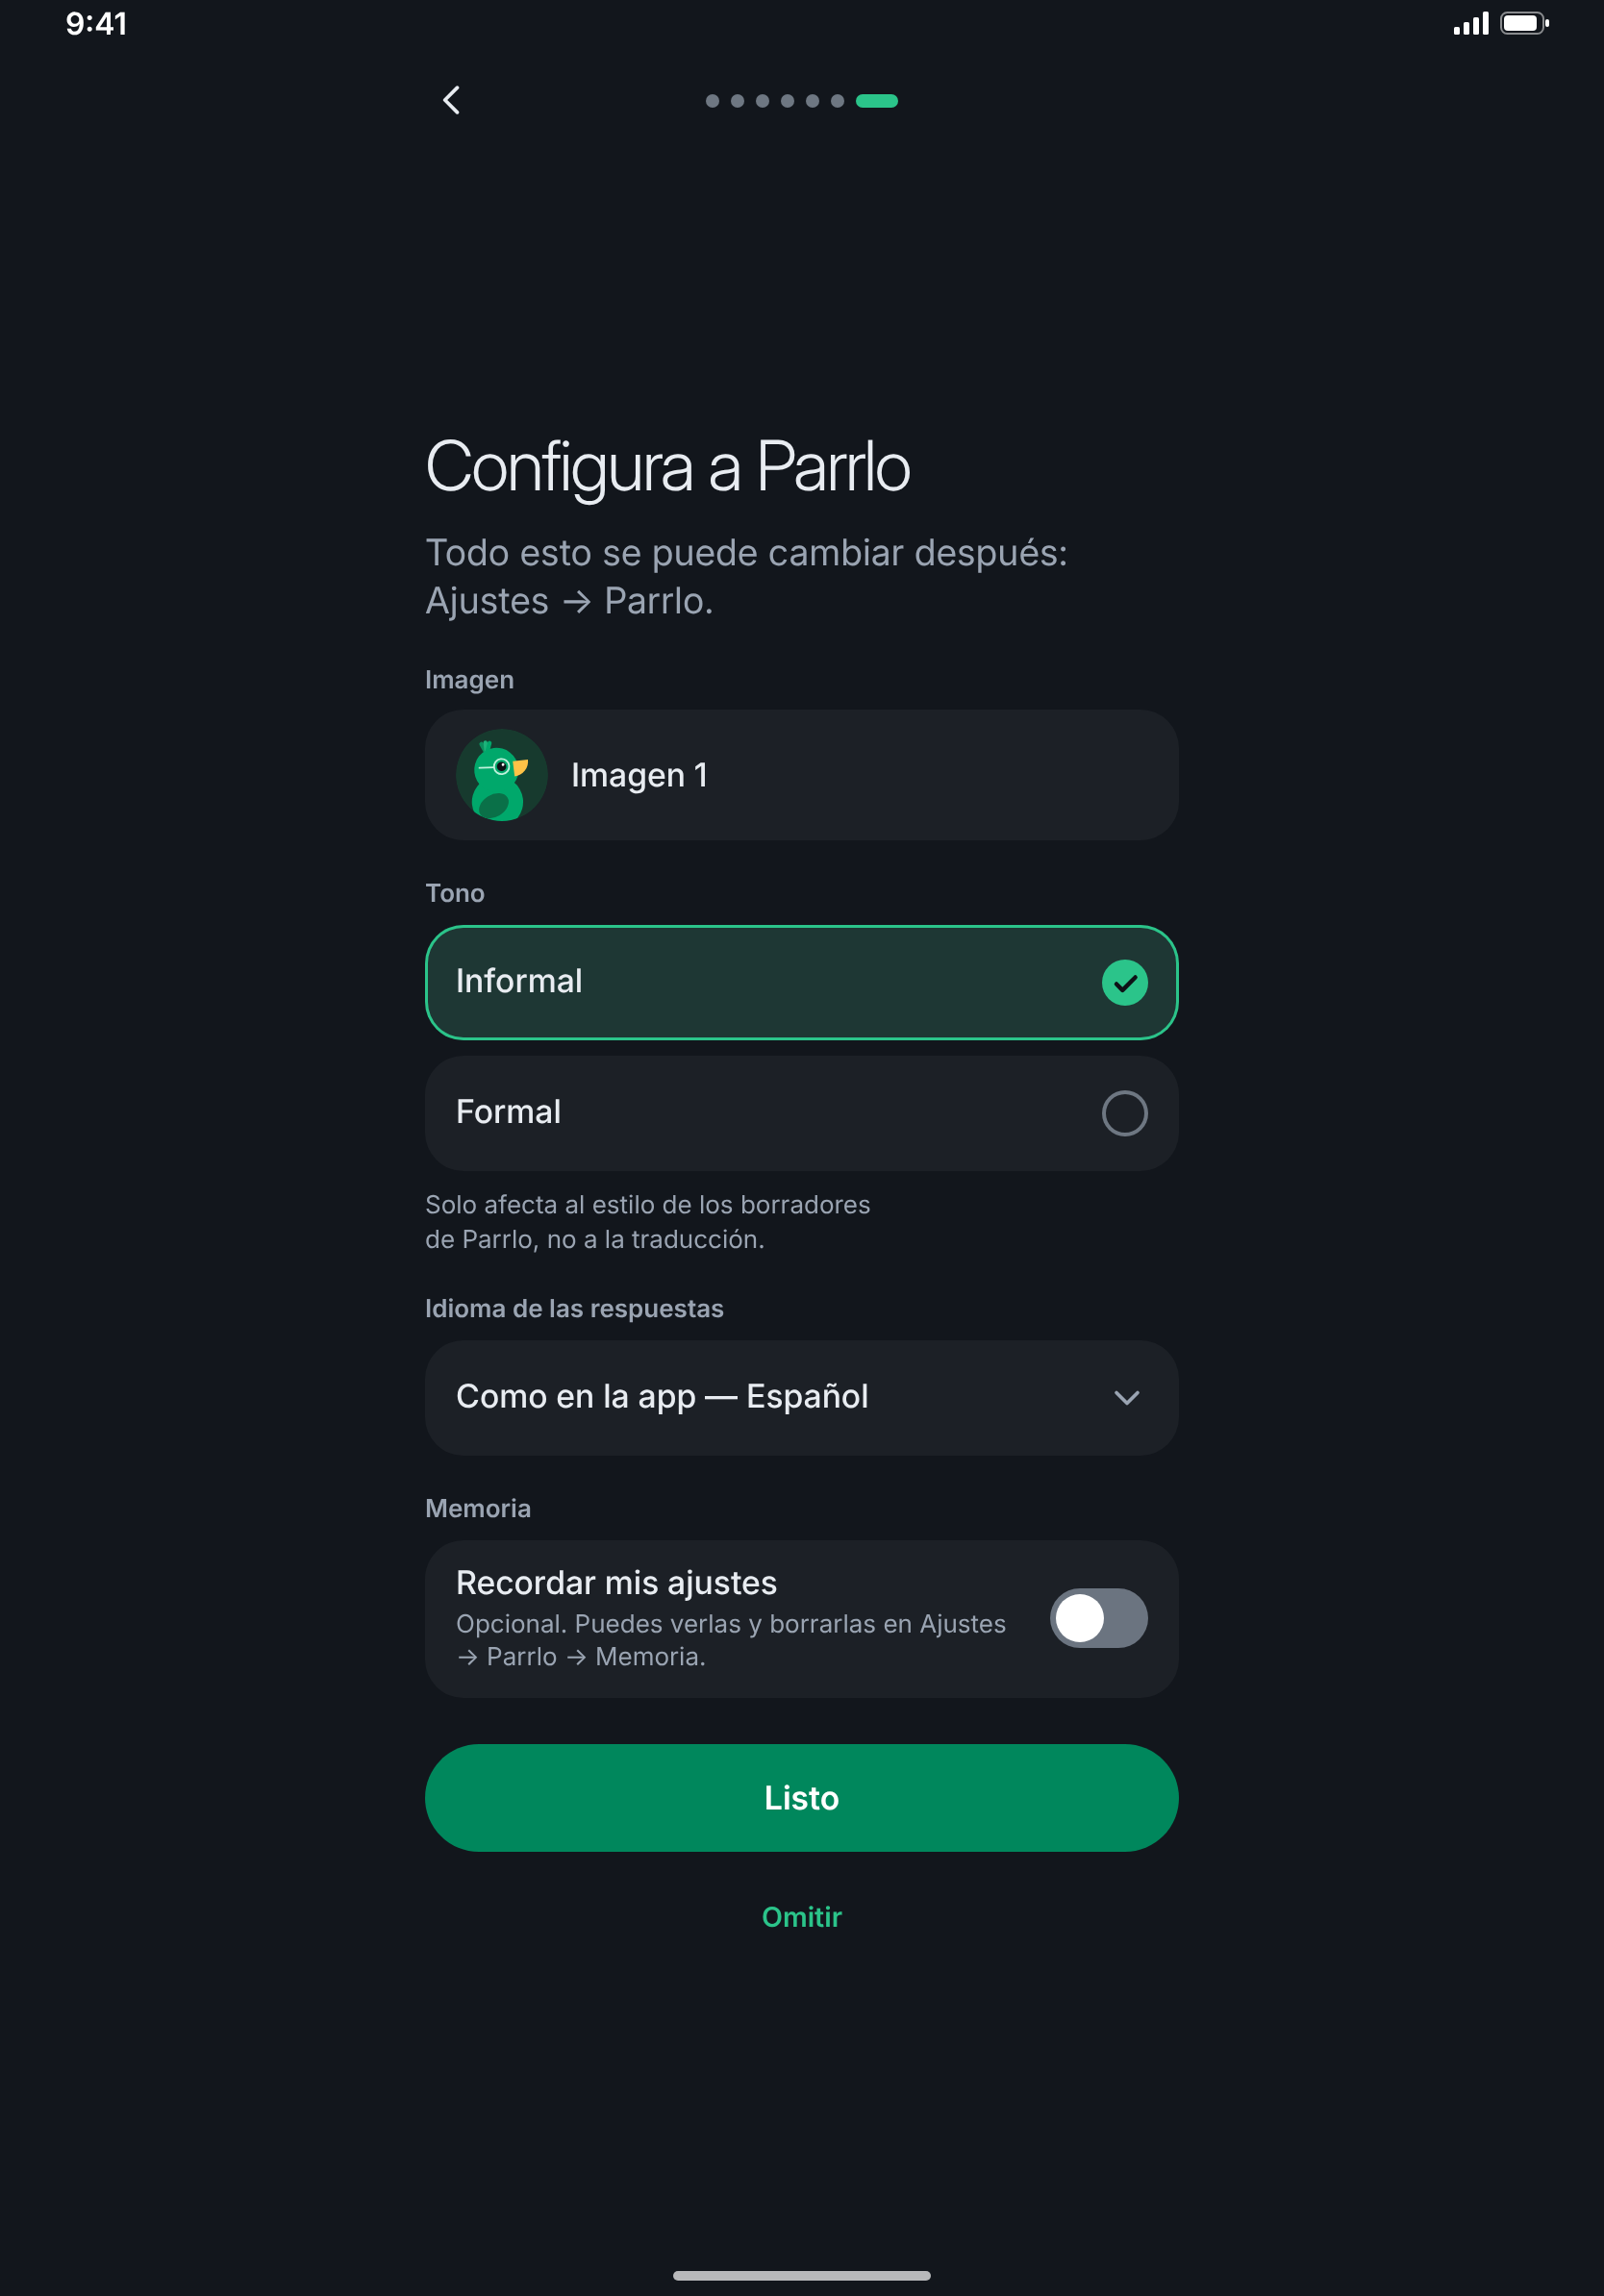 9:41
Configura a Parrlo
Todo esto se puede cambiar después:
Ajustes → Parrlo.
Imagen
Imagen 1
Tono
Informal
Formal
Solo afecta al estilo de los borradores
de Parrlo, no a la traducción.
Idioma de las respuestas
Como en la app — Español
Memoria
Recordar mis ajustes
Opcional. Puedes verlas y borrarlas en Ajustes
→ Parrlo → Memoria.
Listo
Omitir